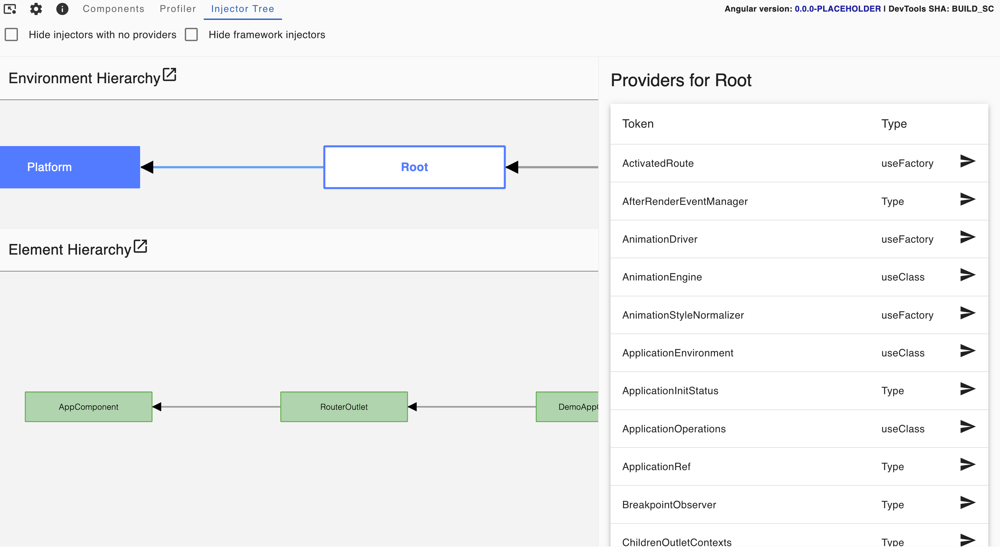 Components Profiler Injector Tree Angular version: 0.0.0-PLACEHOLDER | DevTools SHA: BUILD_SC
Hide injectors with no providers Hide framework injectors
Environment Hierarchy
Platform
Root
Element Hierarchy
AppComponent
RouterOutlet
DemoApp
Providers for Root
Token Type
ActivatedRoute useFactory
AfterRenderEventManager Type
AnimationDriver useFactory
AnimationEngine useClass
AnimationStyleNormalizer useFactory
ApplicationEnvironment useClass
ApplicationInitStatus Type
ApplicationOperations useClass
ApplicationRef Type
BreakpointObserver Type
ChildrenOutletContexts Type